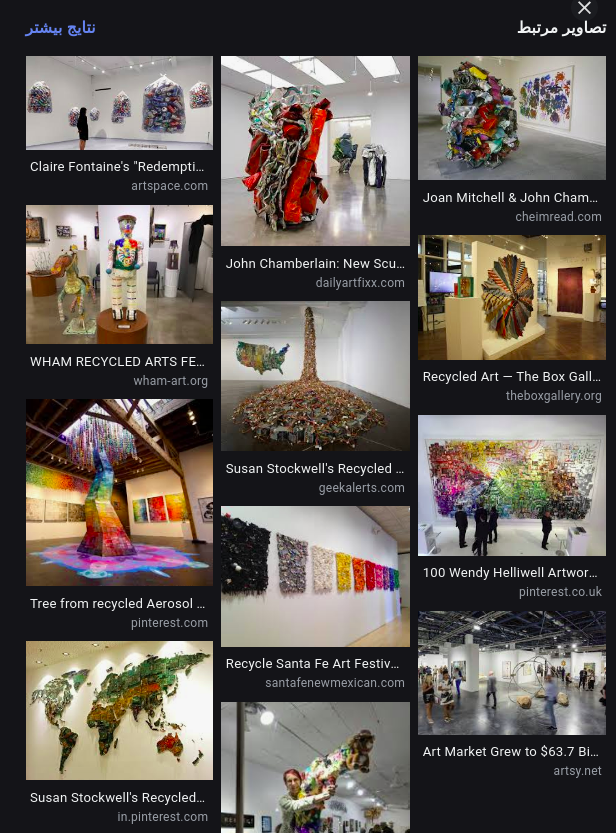 تصاویر مرتبط
نتایج بیشتر
Joan Mitchell & John Cham...
cheimread.com
Recycled Art — The Box Gall...
theboxgallery.org
100 Wendy Helliwell Artwor...
pinterest.co.uk
Art Market Grew to $63.7 Bi...
artsy.net
John Chamberlain: New Scu...
dailyartfixx.com
Susan Stockwell's Recycled ...
geekalerts.com
Recycle Santa Fe Art Festiv...
santafenewmexican.com
Claire Fontaine's "Redempti...
artspace.com
WHAM RECYCLED ARTS FE...
wham-art.org
Tree from recycled Aerosol ...
pinterest.com
Susan Stockwell's Recycled...
in.pinterest.com